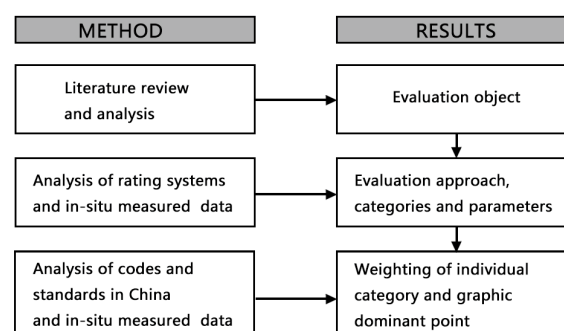 METHOD
RESULTS
Literature review
and analysis
Evaluation object
Analysis of rating systems
and in-situ measured data
Evaluation approach,
categories and parameters
Analysis of codes and
standards in China
and in-situ measured data
Weighting of individual
category and graphic
dominant point